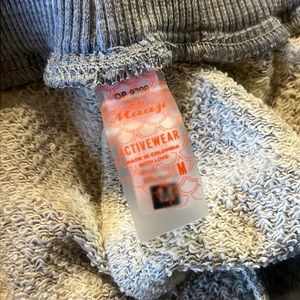 Maaji
ACTIVEWEAR
MADE IN COLOMBIA
WITH LOVE
M